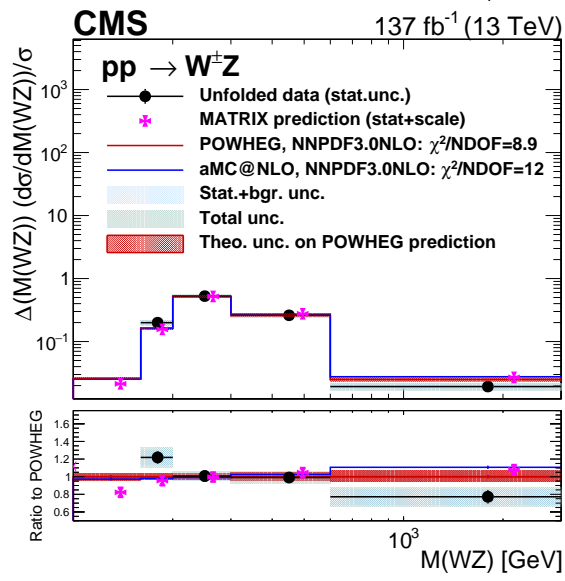 CMS 137 fb⁻¹ (13 TeV)
pp → W±Z
Unfolded data (stat.unc.)
MATRIX prediction (stat+scale)
POWHEG, NNPDF3.0NLO: χ²/NDOF=8.9
aMC@NLO, NNPDF3.0NLO: χ²/NDOF=12
Stat.+bgr. unc.
Total unc.
Theo. unc. on POWHEG prediction
Δ(M(WZ)) (dσ/dM(WZ))/σ
10³
10²
10
1
10⁻¹
Ratio to POWHEG
1.6
1.4
1.2
1
0.8
0.6
10³
M(WZ) [GeV]